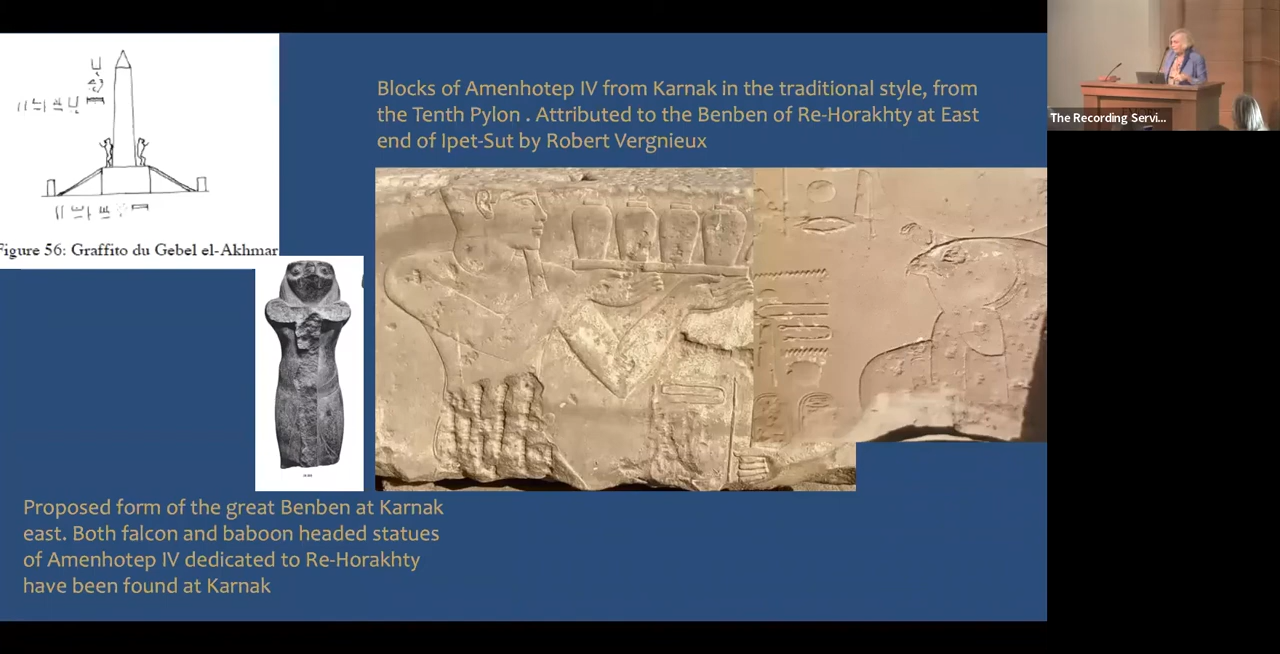 Blocks of Amenhotep IV from Karnak in the traditional style, from
the Tenth Pylon . Attributed to the Benben of Re-Horakhty at East
end of Ipet-Sut by Robert Vergnieux
Figure 56: Graffito du Gebel el-Akhmar
Proposed form of the great Benben at Karnak
east. Both falcon and baboon headed statues
of Amenhotep IV dedicated to Re-Horakhty
have been found at Karnak
The Recording Servi...